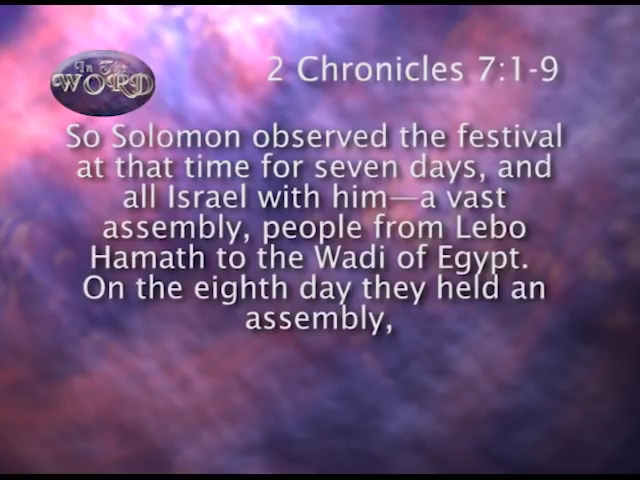 In The
WORD
2 Chronicles 7:1-9
So Solomon observed the festival
at that time for seven days, and
all Israel with him—a vast
assembly, people from Lebo
Hamath to the Wadi of Egypt.
On the eighth day they held an
assembly,